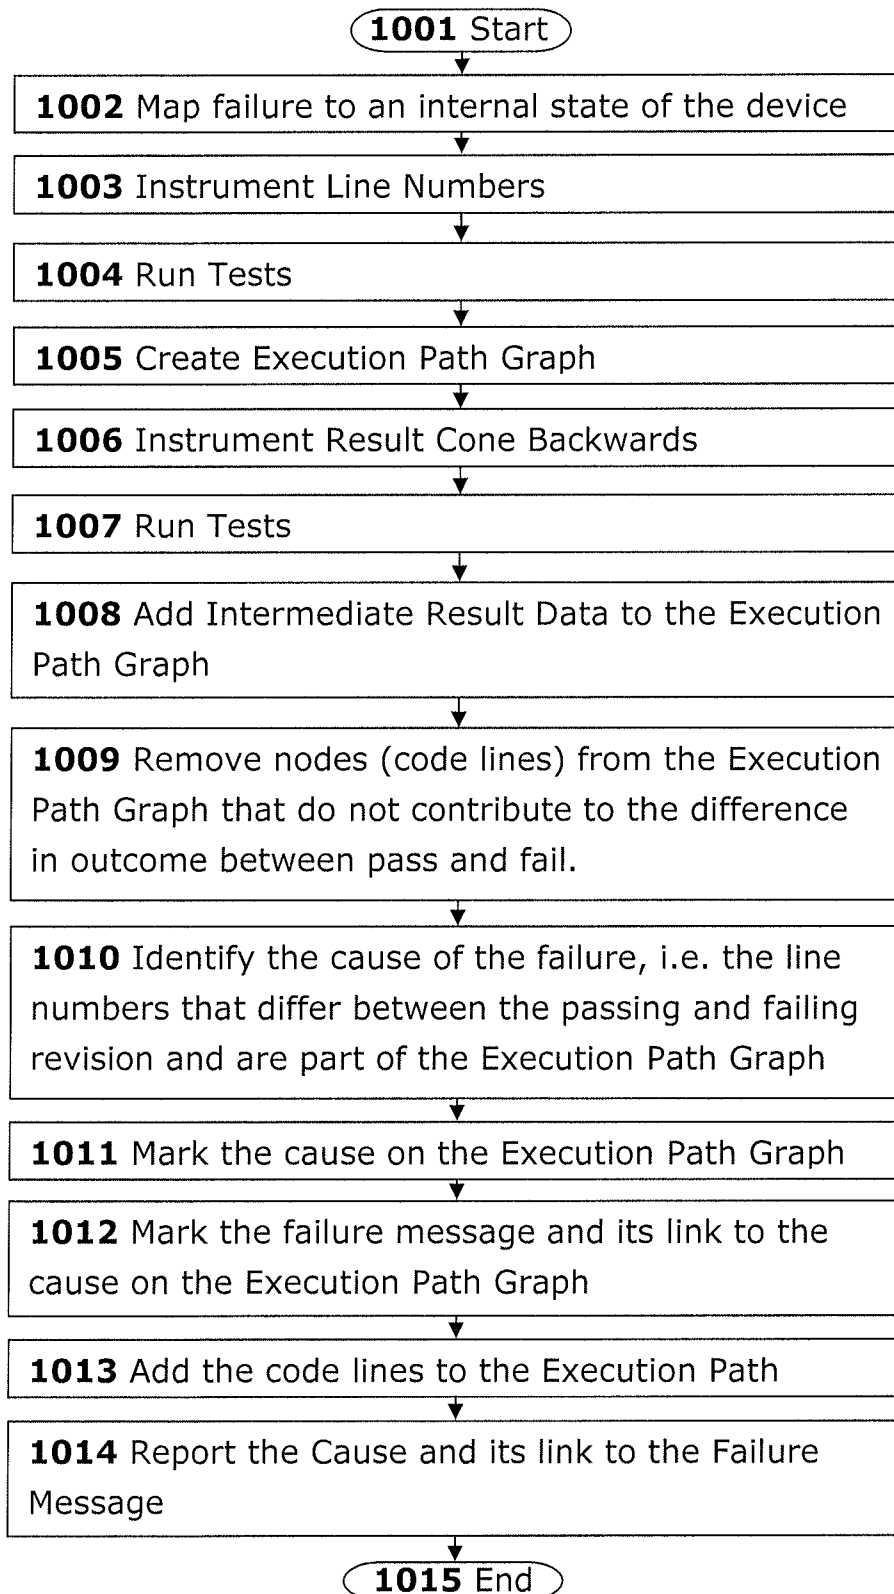 1001 Start
1002 Map failure to an internal state of the device
1003 Instrument Line Numbers
1004 Run Tests
1005 Create Execution Path Graph
1006 Instrument Result Cone Backwards
1007 Run Tests
1008 Add Intermediate Result Data to the Execution
Path Graph
1009 Remove nodes (code lines) from the Execution
Path Graph that do not contribute to the difference
in outcome between pass and fail.
1010 Identify the cause of the failure, i.e. the line
numbers that differ between the passing and failing
revision and are part of the Execution Path Graph
1011 Mark the cause on the Execution Path Graph
1012 Mark the failure message and its link to the
cause on the Execution Path Graph
1013 Add the code lines to the Execution Path
1014 Report the Cause and its link to the Failure
Message
1015 End